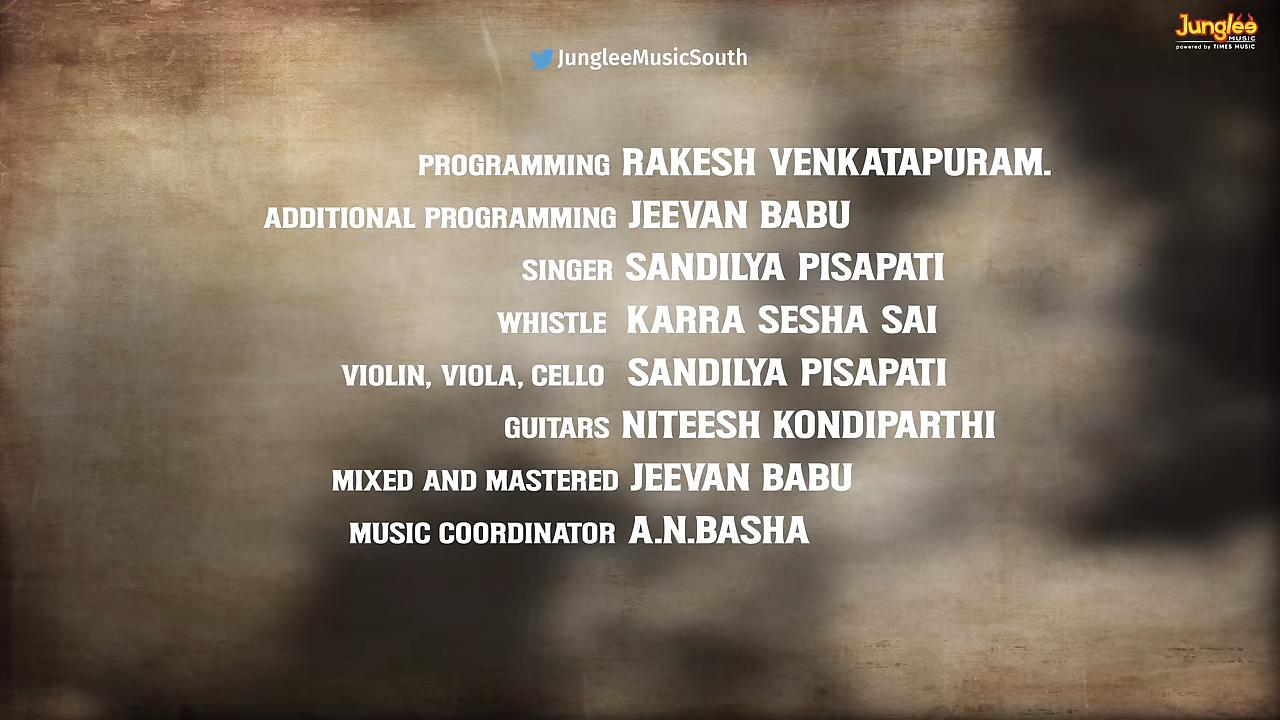 JungleeMusicSouth
Junglee
MUSIC
powered by TIMES MUSIC
PROGRAMMING RAKESH VENKATAPURAM.
ADDITIONAL PROGRAMMING JEEVAN BABU
SINGER SANDILYA PISAPATI
WHISTLE KARRA SESHA SAI
VIOLIN, VIOLA, CELLO SANDILYA PISAPATI
GUITARS NITEESH KONDIPARTHI
MIXED AND MASTERED JEEVAN BABU
MUSIC COORDINATOR A.N.BASHA